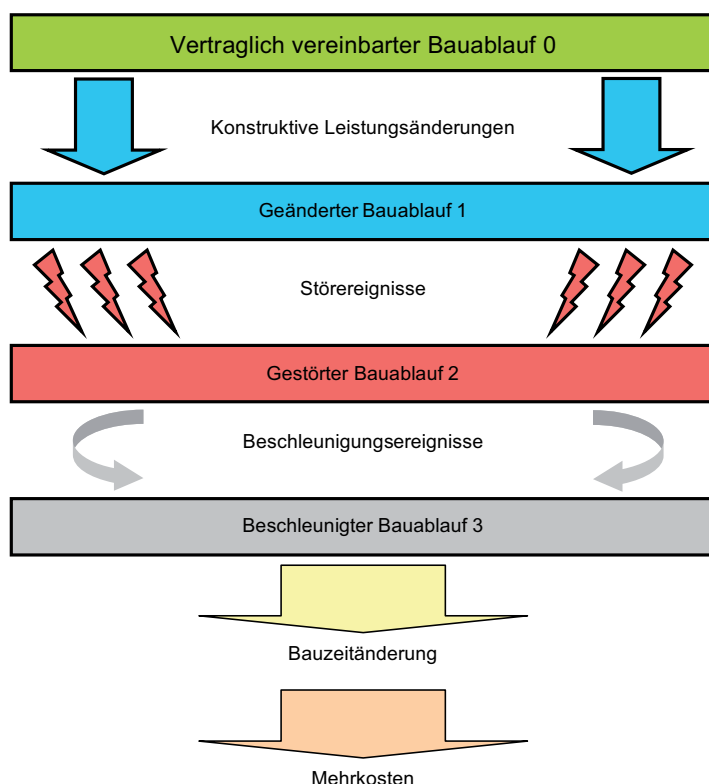 Vertraglich vereinbarter Bauablauf 0
Konstruktive Leistungsänderungen
Geänderter Bauablauf 1
Störereignisse
Gestörter Bauablauf 2
Beschleunigungsereignisse
Beschleunigter Bauablauf 3
Bauzeitänderung
Mehrkosten